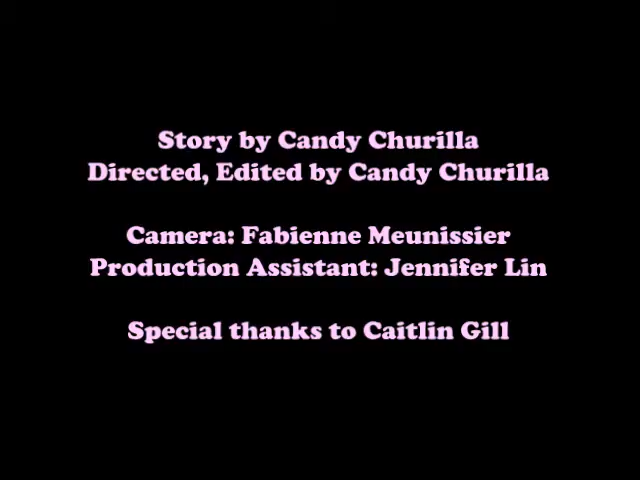 Story by Candy Churilla
Directed, Edited by Candy Churilla
Camera: Fabienne Meunissier
Production Assistant: Jennifer Lin
Special thanks to Caitlin Gill